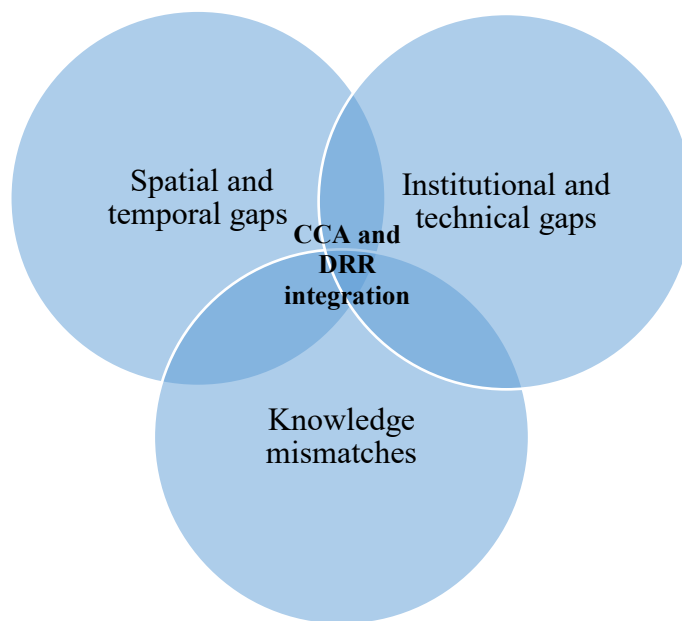 Spatial and
temporal gaps
Institutional and
technical gaps
CCA and
DRR
integration
Knowledge
mismatches